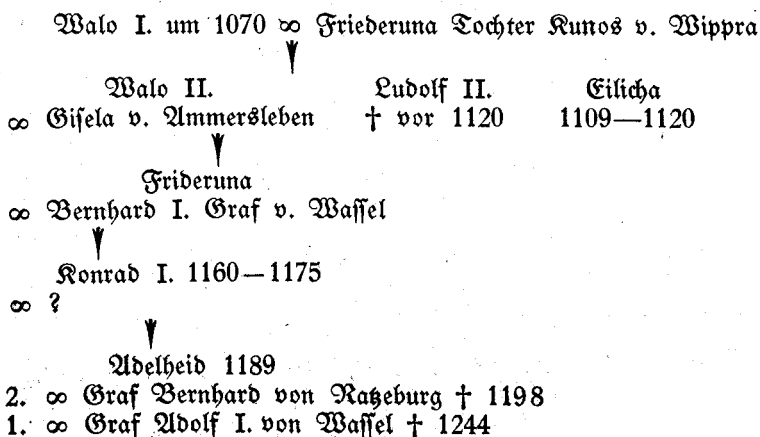 Walo I. um 1070 ∞ Friederuna Tochter Kunos v. Wippra
Walo II. Ludolf II. Eilicha
∞ Gisela v. Ammersleben † vor 1120 1109—1120
Frideruna
∞ Bernhard I. Graf v. Wassel
Konrad I. 1160—1175
∞ ?
Adelheid 1189
2. ∞ Graf Bernhard von Ratzeburg † 1198
1. ∞ Graf Adolf I. von Wassel † 1244